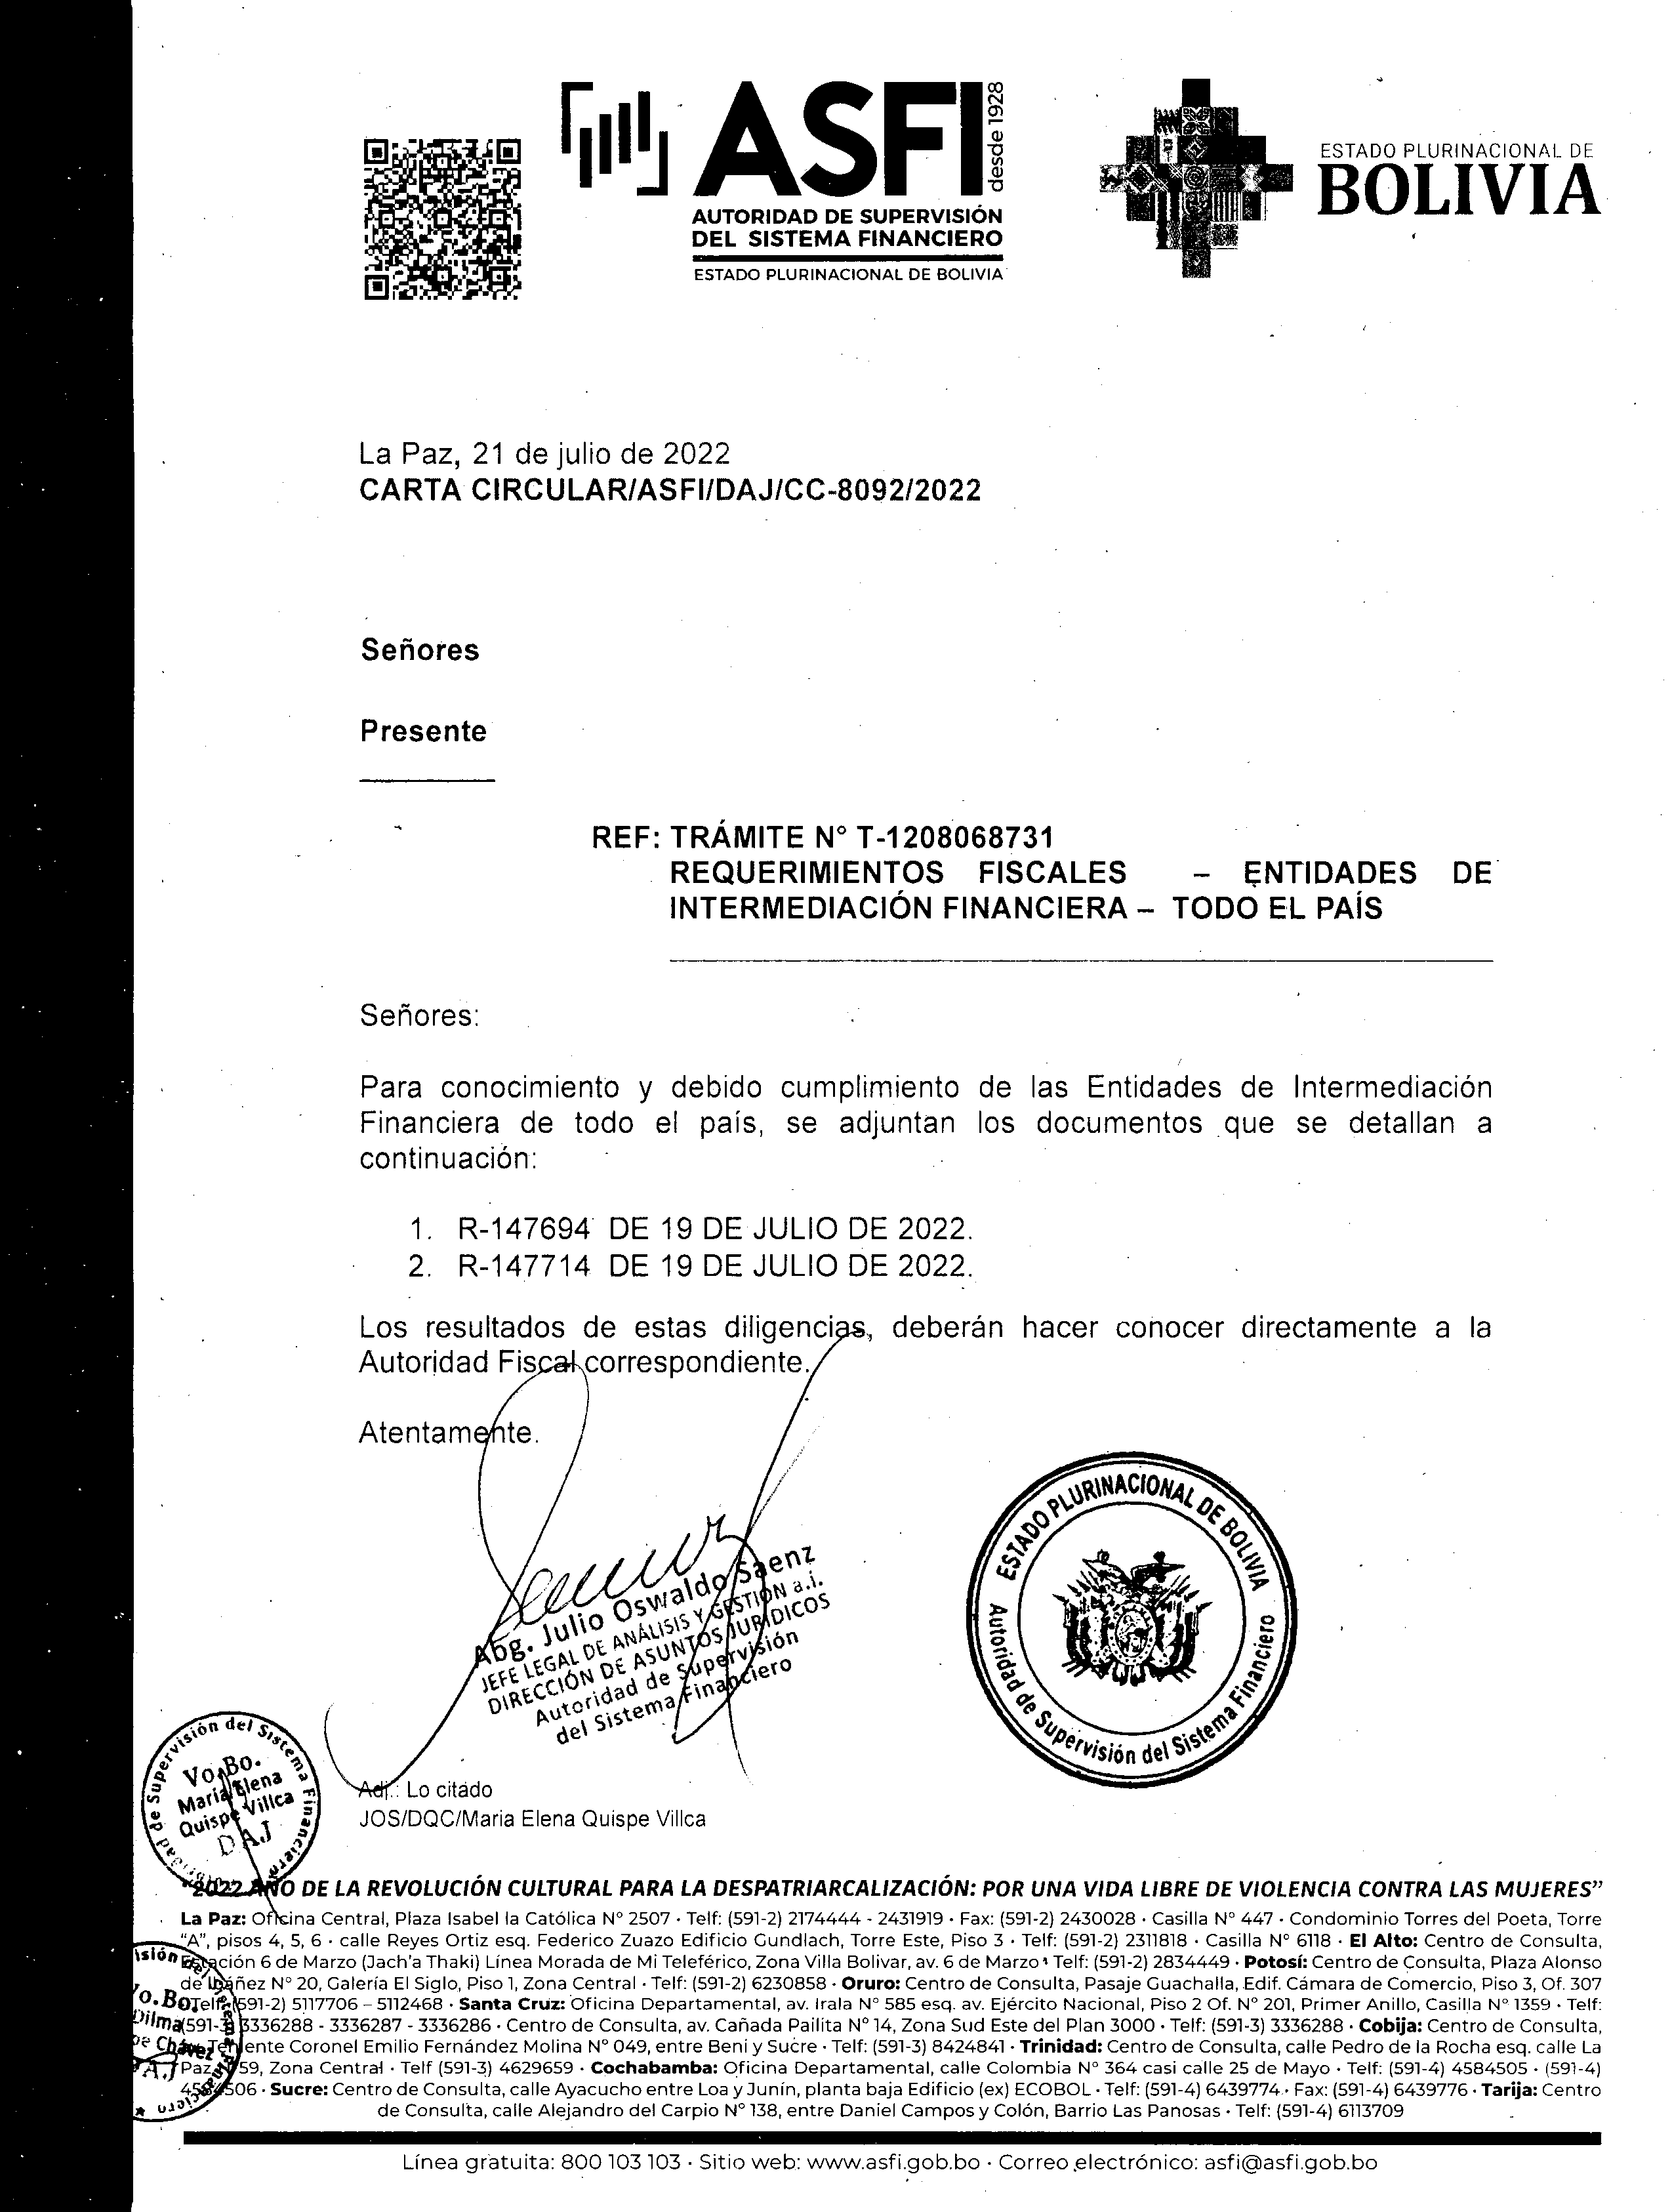 ASFI
desde 1928
AUTORIDAD DE SUPERVISIÓN
DEL SISTEMA FINANCIERO
ESTADO PLURINACIONAL DE BOLIVIA
ESTADO PLURINACIONAL DE
BOLIVIA
La Paz, 21 de julio de 2022
CARTA CIRCULAR/ASFI/DAJ/CC-8092/2022
Señores
Presente
REF: TRÁMITE N° T-1208068731
REQUERIMIENTOS FISCALES – ENTIDADES DE
INTERMEDIACIÓN FINANCIERA – TODO EL PAÍS
Señores:
Para conocimiento y debido cumplimiento de las Entidades de Intermediación
Financiera de todo el país, se adjuntan los documentos que se detallan a
continuación:
1. R-147694 DE 19 DE JULIO DE 2022.
2. R-147714 DE 19 DE JULIO DE 2022.
Los resultados de estas diligencias, deberán hacer conocer directamente a la
Autoridad Fiscal correspondiente.
Atentamente.
Abg. Julio Oswaldo Saenz
JEFE LEGAL DE ANÁLISIS Y GESTIÓN a.i.
DIRECCIÓN DE ASUNTOS JURÍDICOS
Autoridad de Supervisión
del Sistema Financiero
ESTADO PLURINACIONAL DE BOLIVIA
Autoridad de Supervisión del Sistema Financiero
Autoridad de Supervisión del Sistema Financiero
Vo.Bo.
Maria Elena
Quispe Villca
DAJ
Adj.: Lo citado
JOS/DQC/Maria Elena Quispe Villca
"2022 AÑO DE LA REVOLUCIÓN CULTURAL PARA LA DESPATRIARCALIZACIÓN: POR UNA VIDA LIBRE DE VIOLENCIA CONTRA LAS MUJERES"
La Paz: Oficina Central, Plaza Isabel la Católica N° 2507 · Telf: (591-2) 2174444 - 2431919 · Fax: (591-2) 2430028 · Casilla N° 447 · Condominio Torres del Poeta, Torre
"A", pisos 4, 5, 6 · calle Reyes Ortiz esq. Federico Zuazo Edificio Gundlach, Torre Este, Piso 3 · Telf: (591-2) 2311818 · Casilla N° 6118 · El Alto: Centro de Consulta,
Estación 6 de Marzo (Jach'a Thaki) Línea Morada de Mi Teleférico, Zona Villa Bolivar, av. 6 de Marzo · Telf: (591-2) 2834449 · Potosí: Centro de Consulta, Plaza Alonso
de Ibáñez N° 20, Galería El Siglo, Piso 1, Zona Central · Telf: (591-2) 6230858 · Oruro: Centro de Consulta, Pasaje Guachalla, Edif. Cámara de Comercio, Piso 3, Of. 307
Telf: (591-2) 5117706 – 5112468 · Santa Cruz: Oficina Departamental, av. Irala N° 585 esq. av. Ejército Nacional, Piso 2 Of. N° 201, Primer Anillo, Casilla N° 1359 · Telf:
(591-3) 3336288 - 3336287 - 3336286 · Centro de Consulta, av. Cañada Pailita N° 14, Zona Sud Este del Plan 3000 · Telf: (591-3) 3336288 · Cobija: Centro de Consulta,
Teniente Coronel Emilio Fernández Molina N° 049, entre Beni y Sucre · Telf: (591-3) 8424841 · Trinidad: Centro de Consulta, calle Pedro de la Rocha esq. calle La
Paz 59, Zona Central · Telf (591-3) 4629659 · Cochabamba: Oficina Departamental, calle Colombia N° 364 casi calle 25 de Mayo · Telf: (591-4) 4584505 · (591-4)
4584506 · Sucre: Centro de Consulta, calle Ayacucho entre Loa y Junín, planta baja Edificio (ex) ECOBOL · Telf: (591-4) 6439774 · Fax: (591-4) 6439776 · Tarija: Centro
de Consulta, calle Alejandro del Carpio N° 138, entre Daniel Campos y Colón, Barrio Las Panosas · Telf: (591-4) 6113709
Línea gratuita: 800 103 103 · Sitio web: www.asfi.gob.bo · Correo electrónico: asfi@asfi.gob.bo